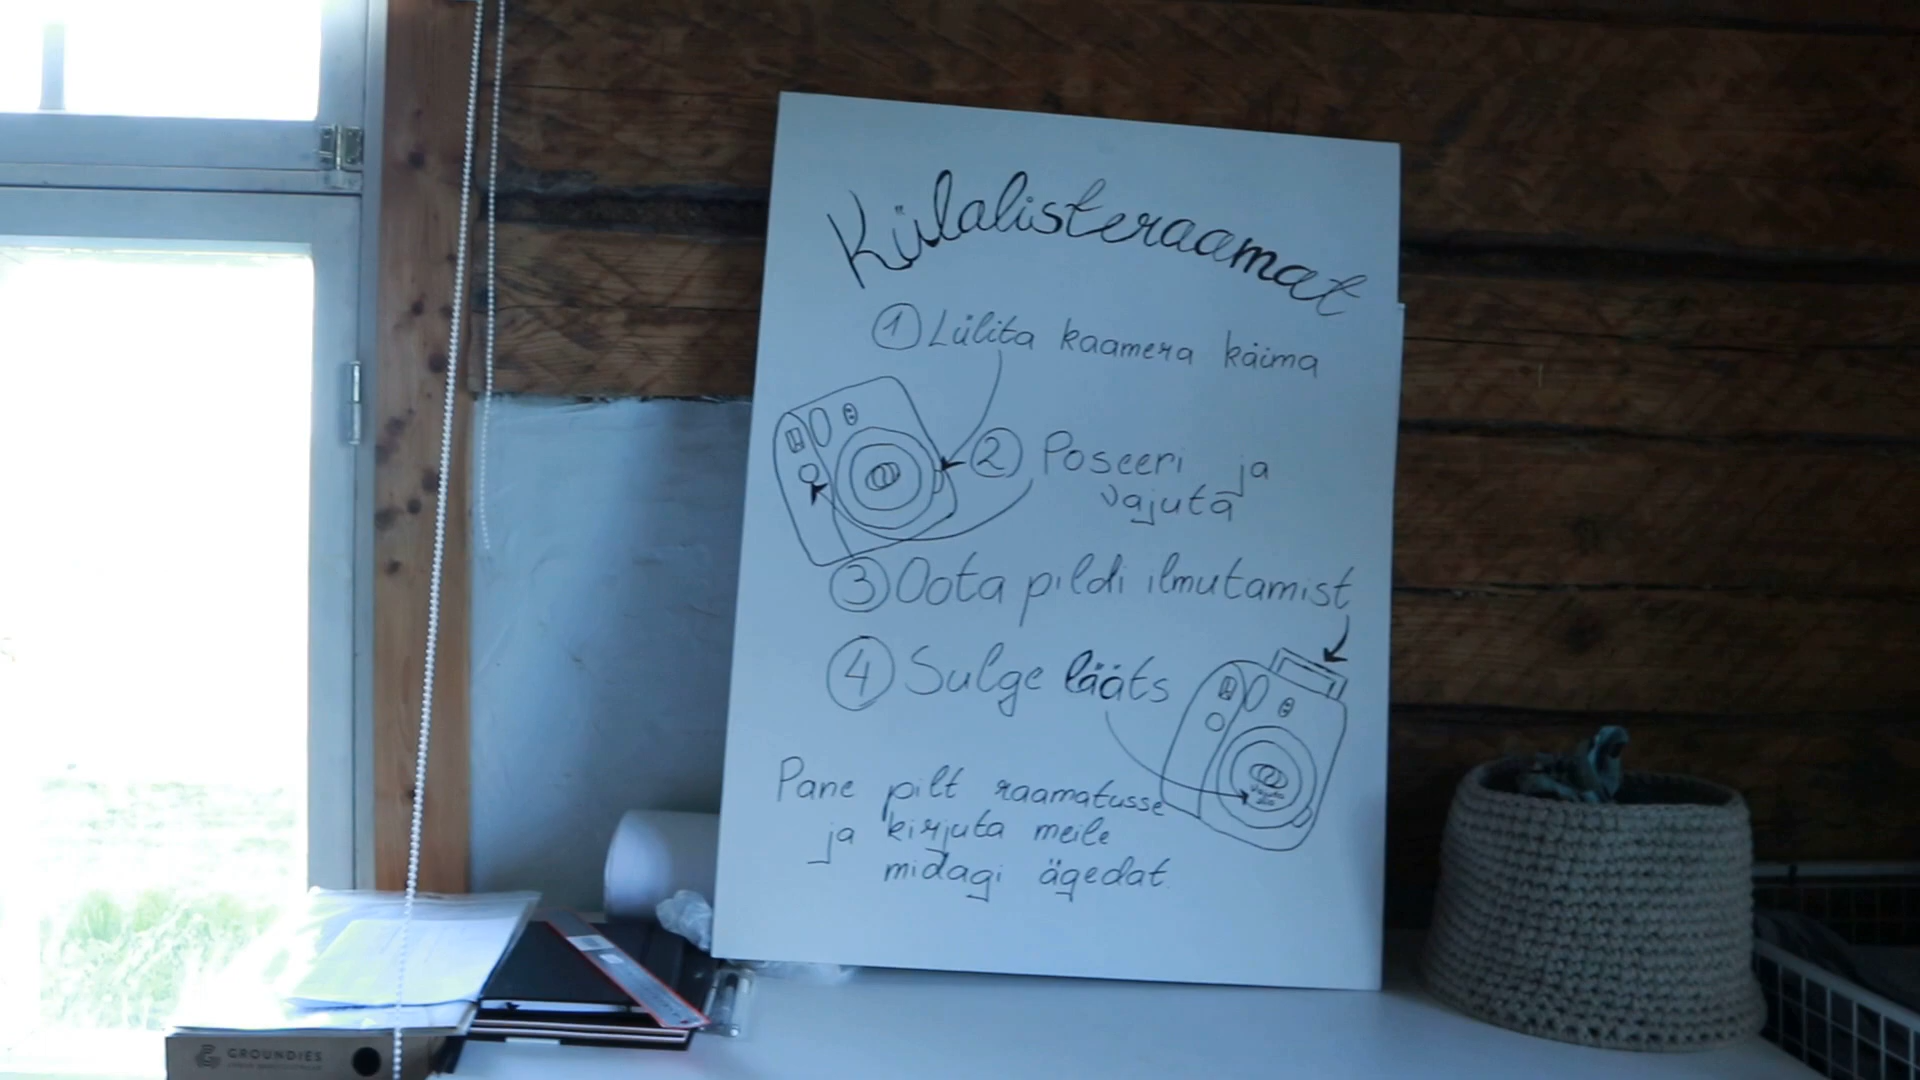 Külalisteraamat
① Lülita kaamera käima
② Poseeri ja
vajuta
③ Oota pildi ilmutamist
④ Sulge lääts
Pane pilt raamatusse
ja kirjuta meile
midagi ägedat.
GROUNDIES